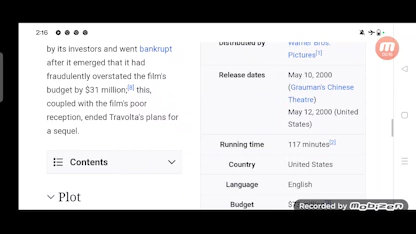 2:16
by its investors and went bankrupt
after it emerged that it had
fraudulently overstated the film's
budget by $31 million;[8] this,
coupled with the film's poor
reception, ended Travolta's plans for
a sequel.
Contents
Plot
Distributed by Warner Bros.
Pictures[1]
Release dates May 10, 2000
(Grauman's Chinese
Theatre)
May 12, 2000 (United
States)
Running time 117 minutes[2]
Country United States
Language English
Budget
Recorded by
MOBIZEN